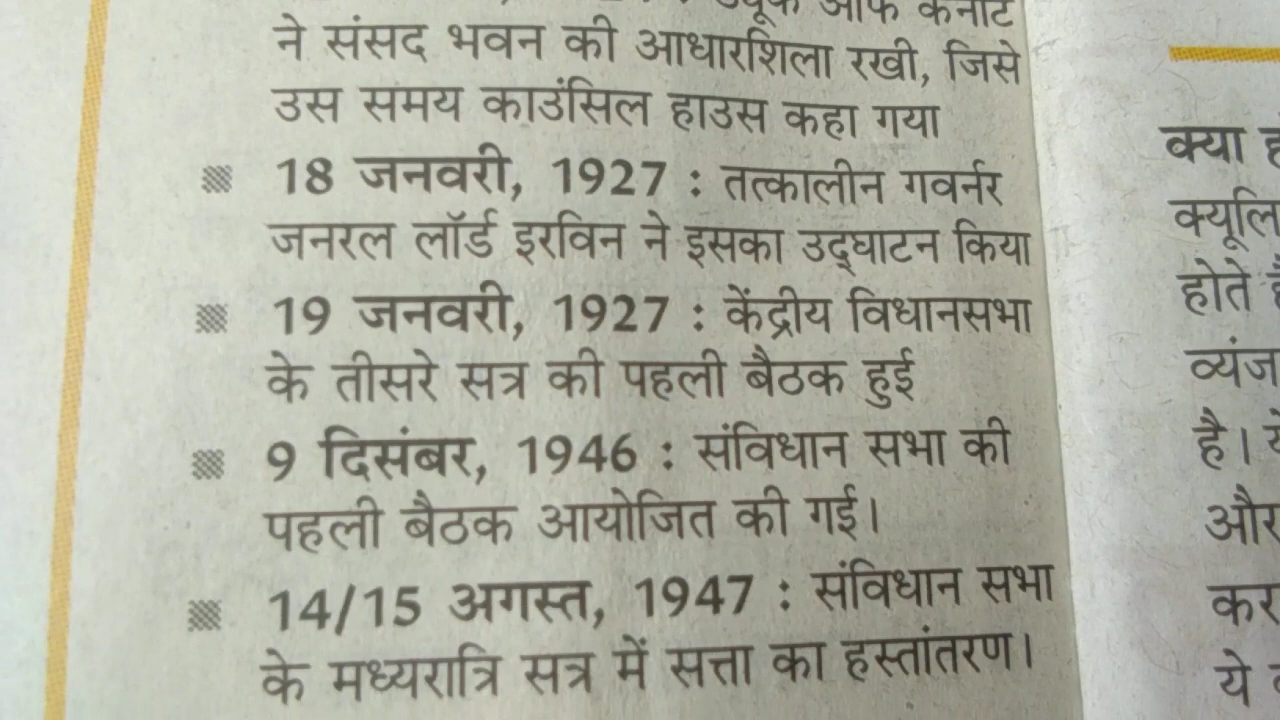 ड्यूक ऑफ कनॉट
ने संसद भवन की आधारशिला रखी, जिसे
उस समय काउंसिल हाउस कहा गया
18 जनवरी, 1927 : तत्कालीन गवर्नर
जनरल लॉर्ड इरविन ने इसका उद्घाटन किया
19 जनवरी, 1927 : केंद्रीय विधानसभा
के तीसरे सत्र की पहली बैठक हुई
9 दिसंबर, 1946 : संविधान सभा की
पहली बैठक आयोजित की गई।
14/15 अगस्त, 1947 : संविधान सभा
के मध्यरात्रि सत्र में सत्ता का हस्तांतरण।
क्या
होते
है।
और
कर
ये